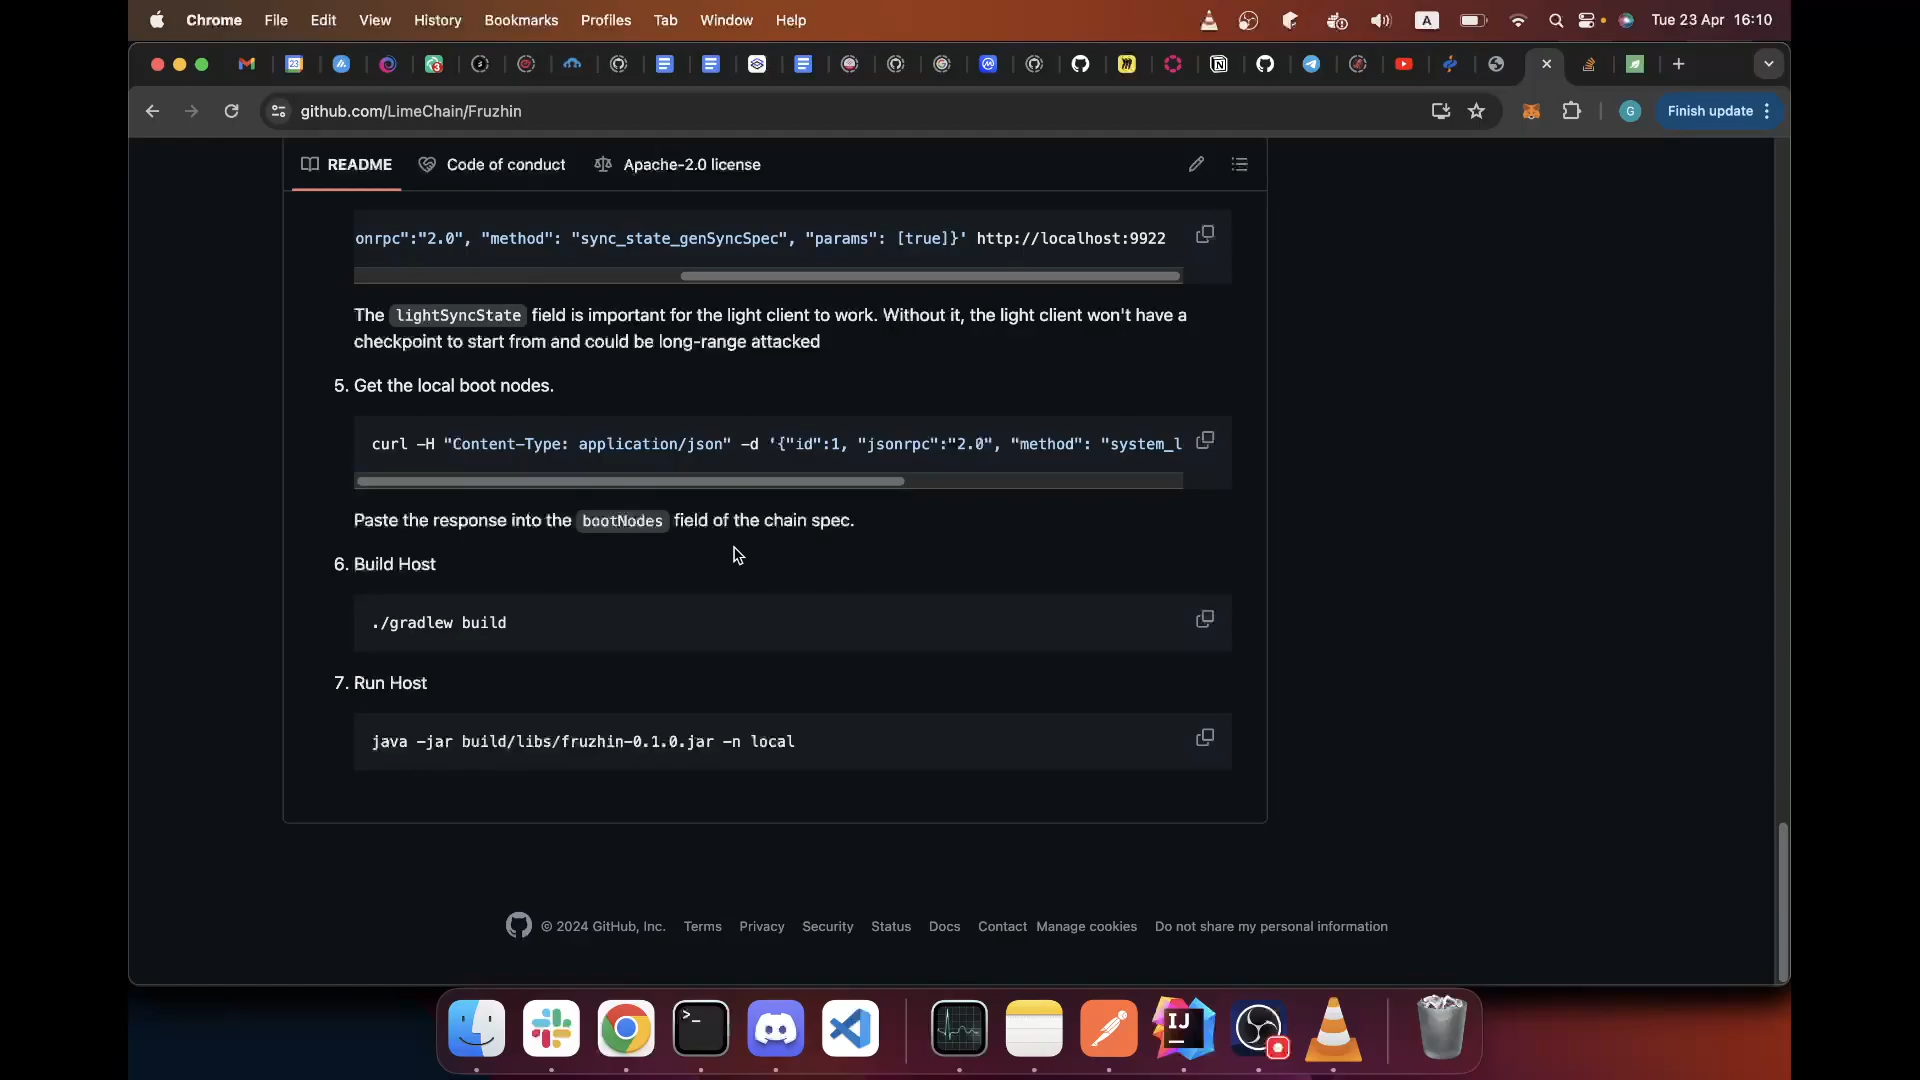 Chrome File Edit View History Bookmarks Profiles Tab Window Help
A
Tue 23 Apr 16:10
github.com/LimeChain/Fruzhin
G
Finish update
README
Code of conduct
Apache-2.0 license
onrpc":"2.0", "method": "sync_state_genSyncSpec", "params": [true]}' http://localhost:9922
The lightSyncState field is important for the light client to work. Without it, the light client won't have a
checkpoint to start from and could be long-range attacked
5. Get the local boot nodes.
curl -H "Content-Type: application/json" -d '{"id":1, "jsonrpc":"2.0", "method": "system_l
Paste the response into the bootNodes field of the chain spec.
6. Build Host
./gradlew build
7. Run Host
java -jar build/libs/fruzhin-0.1.0.jar -n local
© 2024 GitHub, Inc. Terms Privacy Security Status Docs Contact Manage cookies Do not share my personal information
>_
IJ